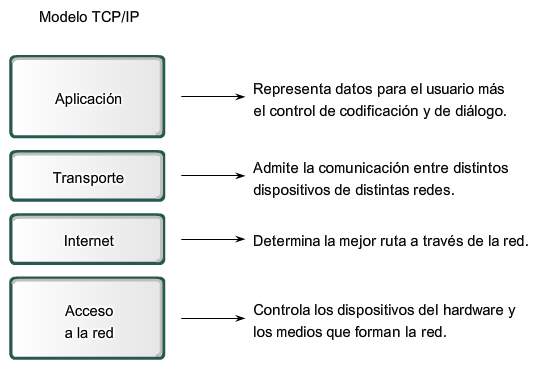 Modelo TCP/IP
Aplicación
Representa datos para el usuario más
el control de codificación y de diálogo.
Transporte
Admite la comunicación entre distintos
dispositivos de distintas redes.
Internet
Determina la mejor ruta a través de la red.
Acceso
a la red
Controla los dispositivos del hardware y
los medios que forman la red.